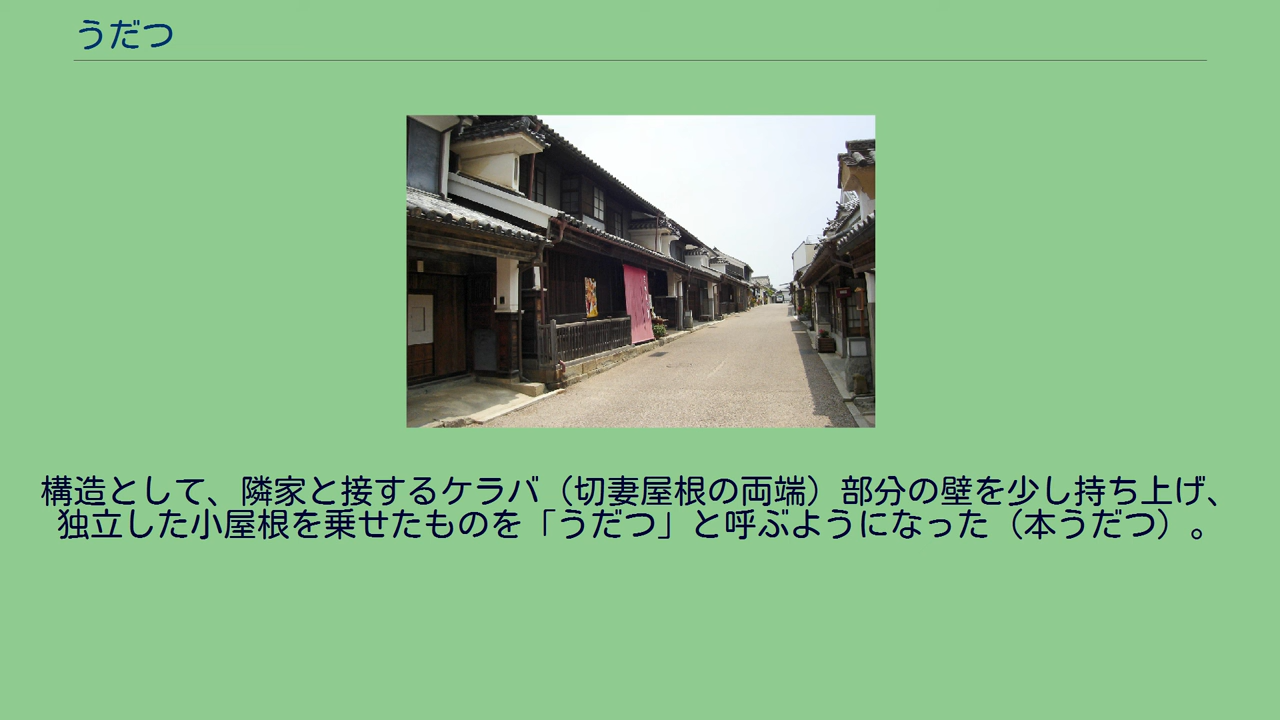 うだつ
構造として、隣家と接するケラバ（切妻屋根の両端）部分の壁を少し持ち上げ、
独立した小屋根を乗せたものを「うだつ」と呼ぶようになった（本うだつ）。